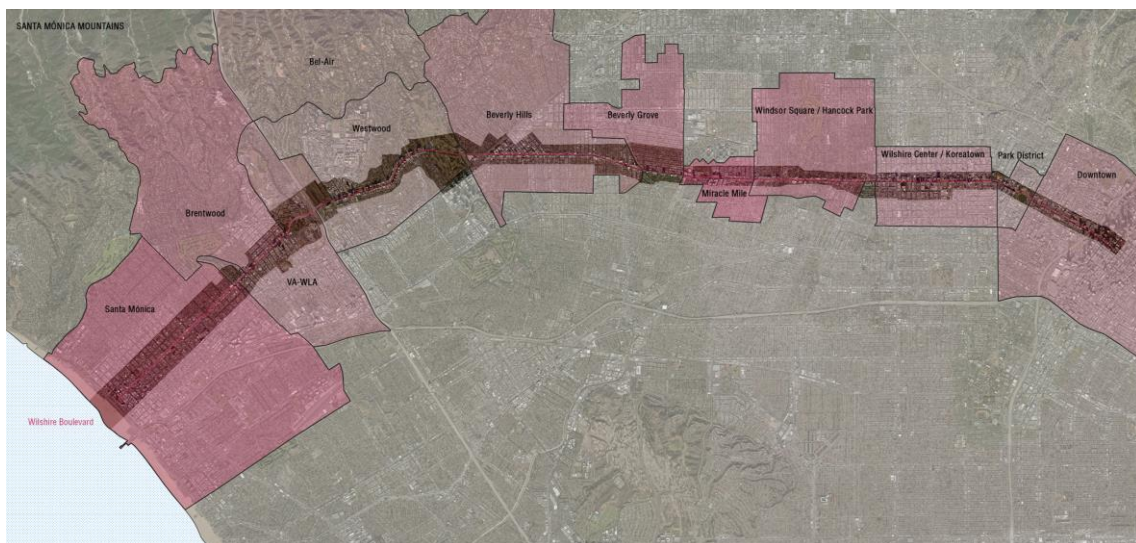 SANTA MÓNICA MOUNTAINS
Bel-Air
Westwood
Beverly Hills
Beverly Grove
Windsor Square / Hancock Park
Wilshire Center / Koreatown
Park District
Downtown
Miracle Mile
Brentwood
VA-WLA
Santa Mónica
Wilshire Boulevard